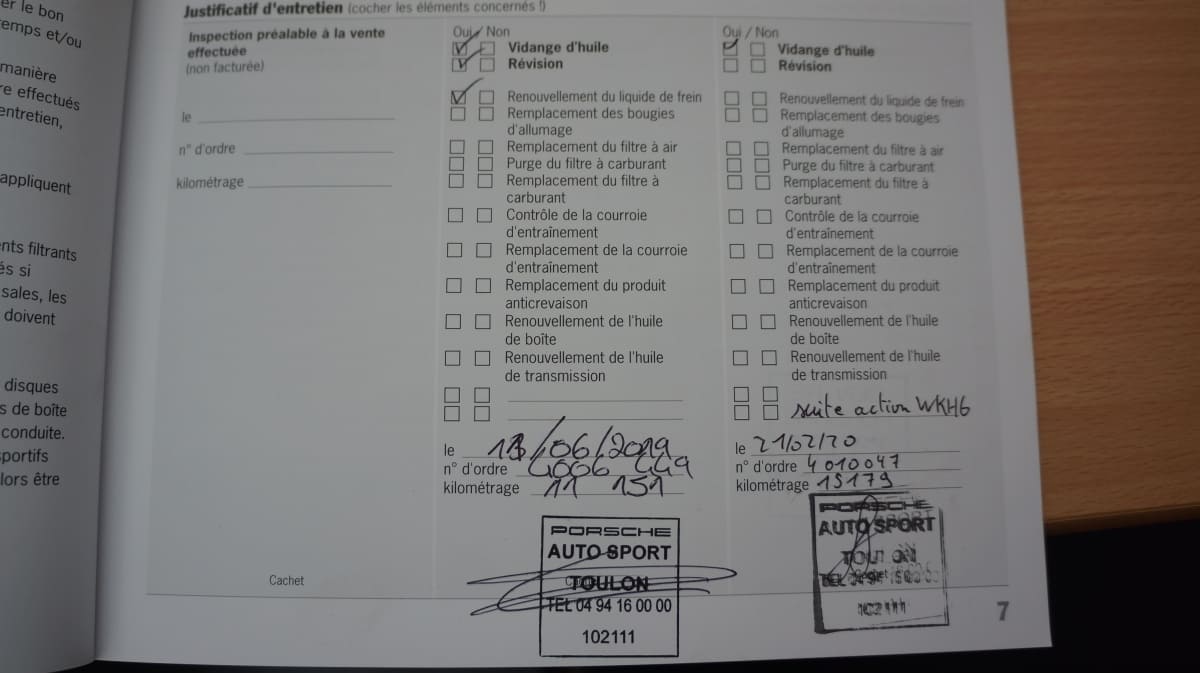 er le bon
temps et/ou
manière
re effectués
entretien,
appliquent
nts filtrants
és si
sales, les
doivent
disques
s de boîte
conduite.
portifs
lors être
Justificatif d'entretien (cocher les éléments concernés !)
Inspection préalable à la vente
effectuée
(non facturée)
le
n° d'ordre
kilométrage
Cachet
Oui / Non
Vidange d'huile
Révision
Renouvellement du liquide de frein
Remplacement des bougies
d'allumage
Remplacement du filtre à air
Purge du filtre à carburant
Remplacement du filtre à
carburant
Contrôle de la courroie
d'entraînement
Remplacement de la courroie
d'entraînement
Remplacement du produit
anticrevaison
Renouvellement de l'huile
de boîte
Renouvellement de l'huile
de transmission
le 13/06/2019
n° d'ordre 4006 449
kilométrage 11 151
PORSCHE
AUTO SPORT
TOULON
TEL 04 94 16 00 00
102111
Oui / Non
Vidange d'huile
Révision
Renouvellement du liquide de frein
Remplacement des bougies
d'allumage
Remplacement du filtre à air
Purge du filtre à carburant
Remplacement du filtre à
carburant
Contrôle de la courroie
d'entraînement
Remplacement de la courroie
d'entraînement
Remplacement du produit
anticrevaison
Renouvellement de l'huile
de boîte
Renouvellement de l'huile
de transmission
suite action WKH6
le 21/02/20
n° d'ordre 4010047
kilométrage 15179
PORSCHE
AUTO SPORT
TOULON
TEL
7